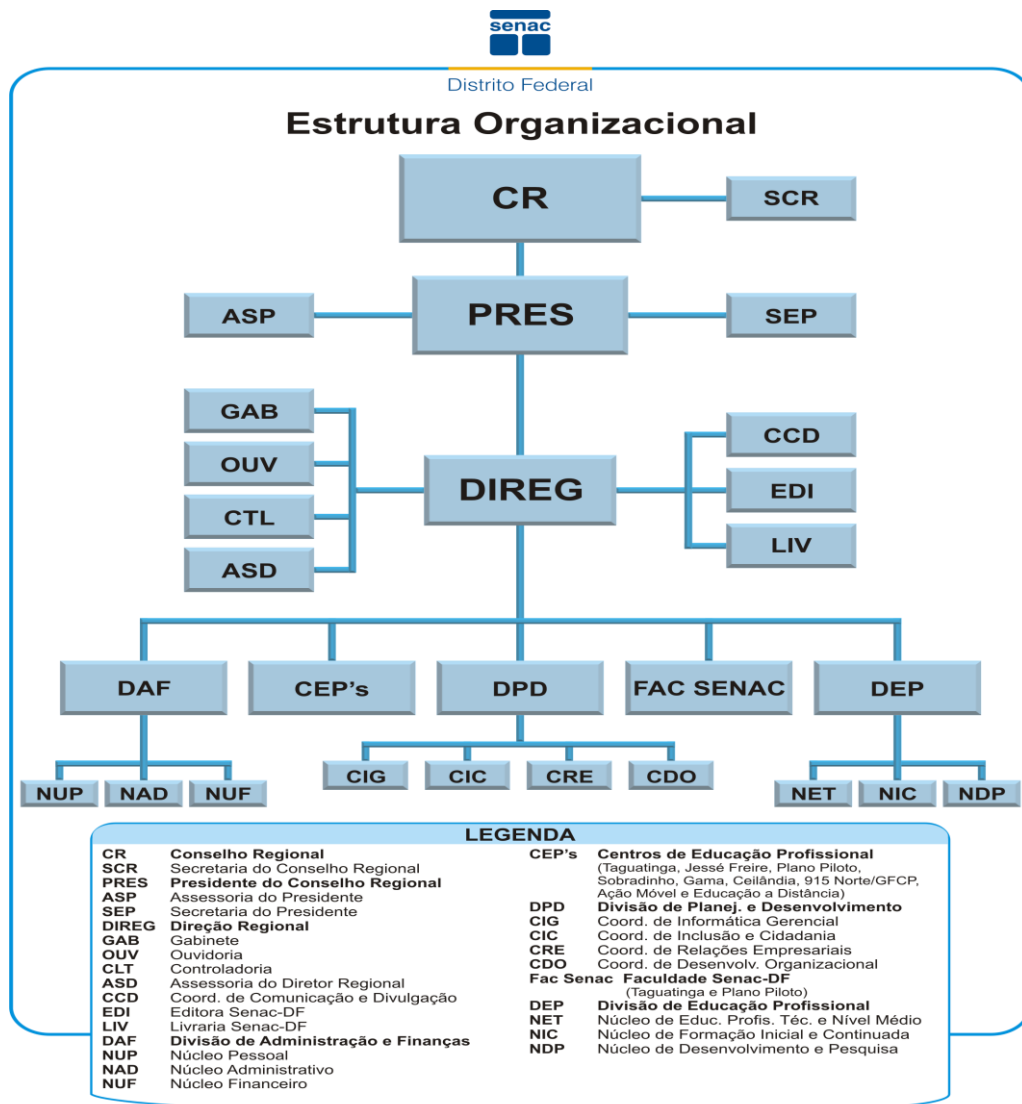 senac
Distrito Federal
Estrutura Organizacional
CR
SCR
ASP
PRES
SEP
GAB
OUV
CTL
ASD
DIREG
CCD
EDI
LIV
DAF
CEP's
DPD
FAC SENAC
DEP
NUP
NAD
NUF
CIG
CIC
CRE
CDO
NET
NIC
NDP
LEGENDA
CR Conselho Regional
SCR Secretaria do Conselho Regional
PRES Presidente do Conselho Regional
ASP Assessoria do Presidente
SEP Secretaria do Presidente
DIREG Direção Regional
GAB Gabinete
OUV Ouvidoria
CLT Controladoria
ASD Assessoria do Diretor Regional
CCD Coord. de Comunicação e Divulgação
EDI Editora Senac-DF
LIV Livraria Senac-DF
DAF Divisão de Administração e Finanças
NUP Núcleo Pessoal
NAD Núcleo Administrativo
NUF Núcleo Financeiro
CEP's Centros de Educação Profissional
(Taguatinga, Jessé Freire, Plano Piloto,
Sobradinho, Gama, Ceilândia, 915 Norte/GFCP,
Ação Móvel e Educação a Distância)
DPD Divisão de Planej. e Desenvolvimento
CIG Coord. de Informática Gerencial
CIC Coord. de Inclusão e Cidadania
CRE Coord. de Relações Empresariais
CDO Coord. de Desenvolv. Organizacional
Fac Senac Faculdade Senac-DF
(Taguatinga e Plano Piloto)
DEP Divisão de Educação Profissional
NET Núcleo de Educ. Profis. Téc. e Nível Médio
NIC Núcleo de Formação Inicial e Continuada
NDP Núcleo de Desenvolvimento e Pesquisa